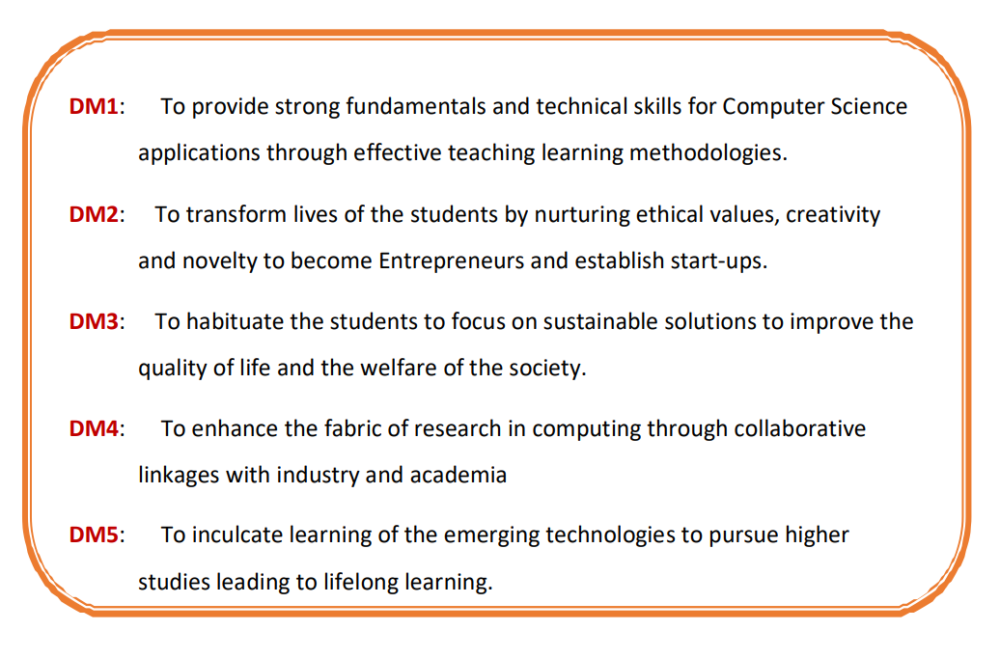 DM1: To provide strong fundamentals and technical skills for Computer Science
applications through effective teaching learning methodologies.
DM2: To transform lives of the students by nurturing ethical values, creativity
and novelty to become Entrepreneurs and establish start-ups.
DM3: To habituate the students to focus on sustainable solutions to improve the
quality of life and the welfare of the society.
DM4: To enhance the fabric of research in computing through collaborative
linkages with industry and academia
DM5: To inculcate learning of the emerging technologies to pursue higher
studies leading to lifelong learning.